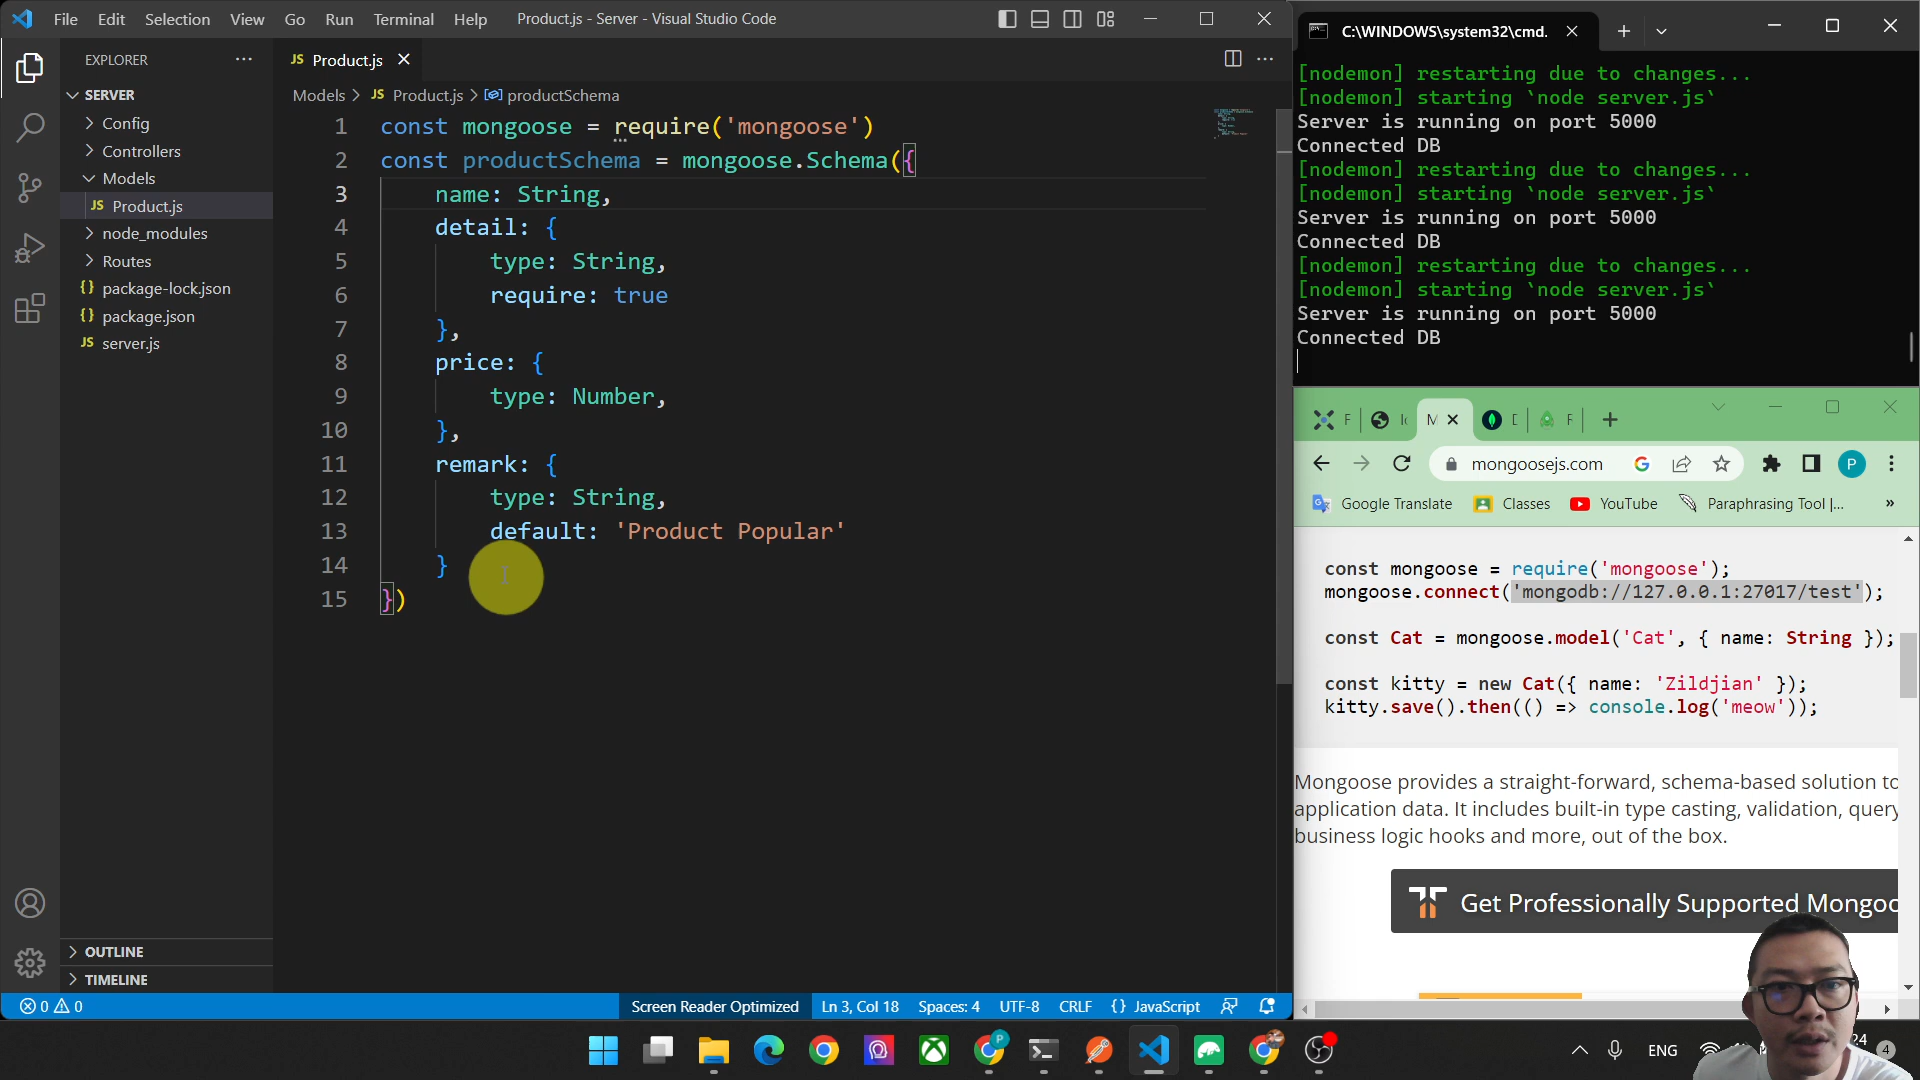 File Edit Selection View Go Run Terminal Help Product.js - Server - Visual Studio Code
EXPLORER
SERVER
Config
Controllers
Models
JS Product.js
node_modules
Routes
{} package-lock.json
{} package.json
JS server.js
OUTLINE
TIMELINE
JS Product.js
Models > JS Product.js > productSchema
1 const mongoose = require('mongoose')
2 const productSchema = mongoose.Schema({
3 name: String,
4 detail: {
5 type: String,
6 require: true
7 },
8 price: {
9 type: Number,
10 },
11 remark: {
12 type: String,
13 default: 'Product Popular'
14 }
15 })
0 0 Screen Reader Optimized Ln 3, Col 18 Spaces: 4 UTF-8 CRLF {} JavaScript
C:\WINDOWS\system32\cmd.
[nodemon] restarting due to changes...
[nodemon] starting `node server.js`
Server is running on port 5000
Connected DB
[nodemon] restarting due to changes...
[nodemon] starting `node server.js`
Server is running on port 5000
Connected DB
[nodemon] restarting due to changes...
[nodemon] starting `node server.js`
Server is running on port 5000
Connected DB
mongoosejs.com P
Google Translate Classes YouTube Paraphrasing Tool |... »
const mongoose = require('mongoose');
mongoose.connect('mongodb://127.0.0.1:27017/test');
const Cat = mongoose.model('Cat', { name: String });
const kitty = new Cat({ name: 'Zildjian' });
kitty.save().then(() => console.log('meow'));
Mongoose provides a straight-forward, schema-based solution to
application data. It includes built-in type casting, validation, query
business logic hooks and more, out of the box.
Get Professionally Supported Mongoo
ENG
4